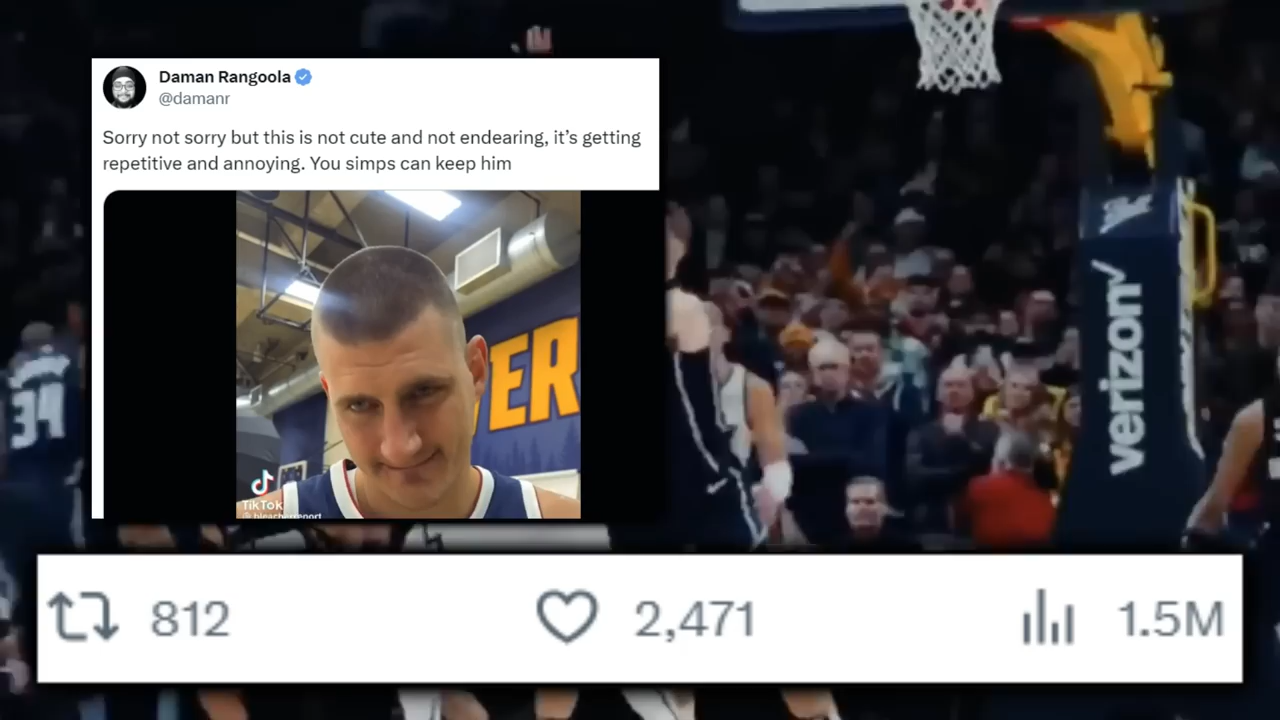 Daman Rangoola
@damanr
Sorry not sorry but this is not cute and not endearing, it’s getting
repetitive and annoying. You simps can keep him
VER
TikTok
34
verizon✓
812
2,471
1.5M